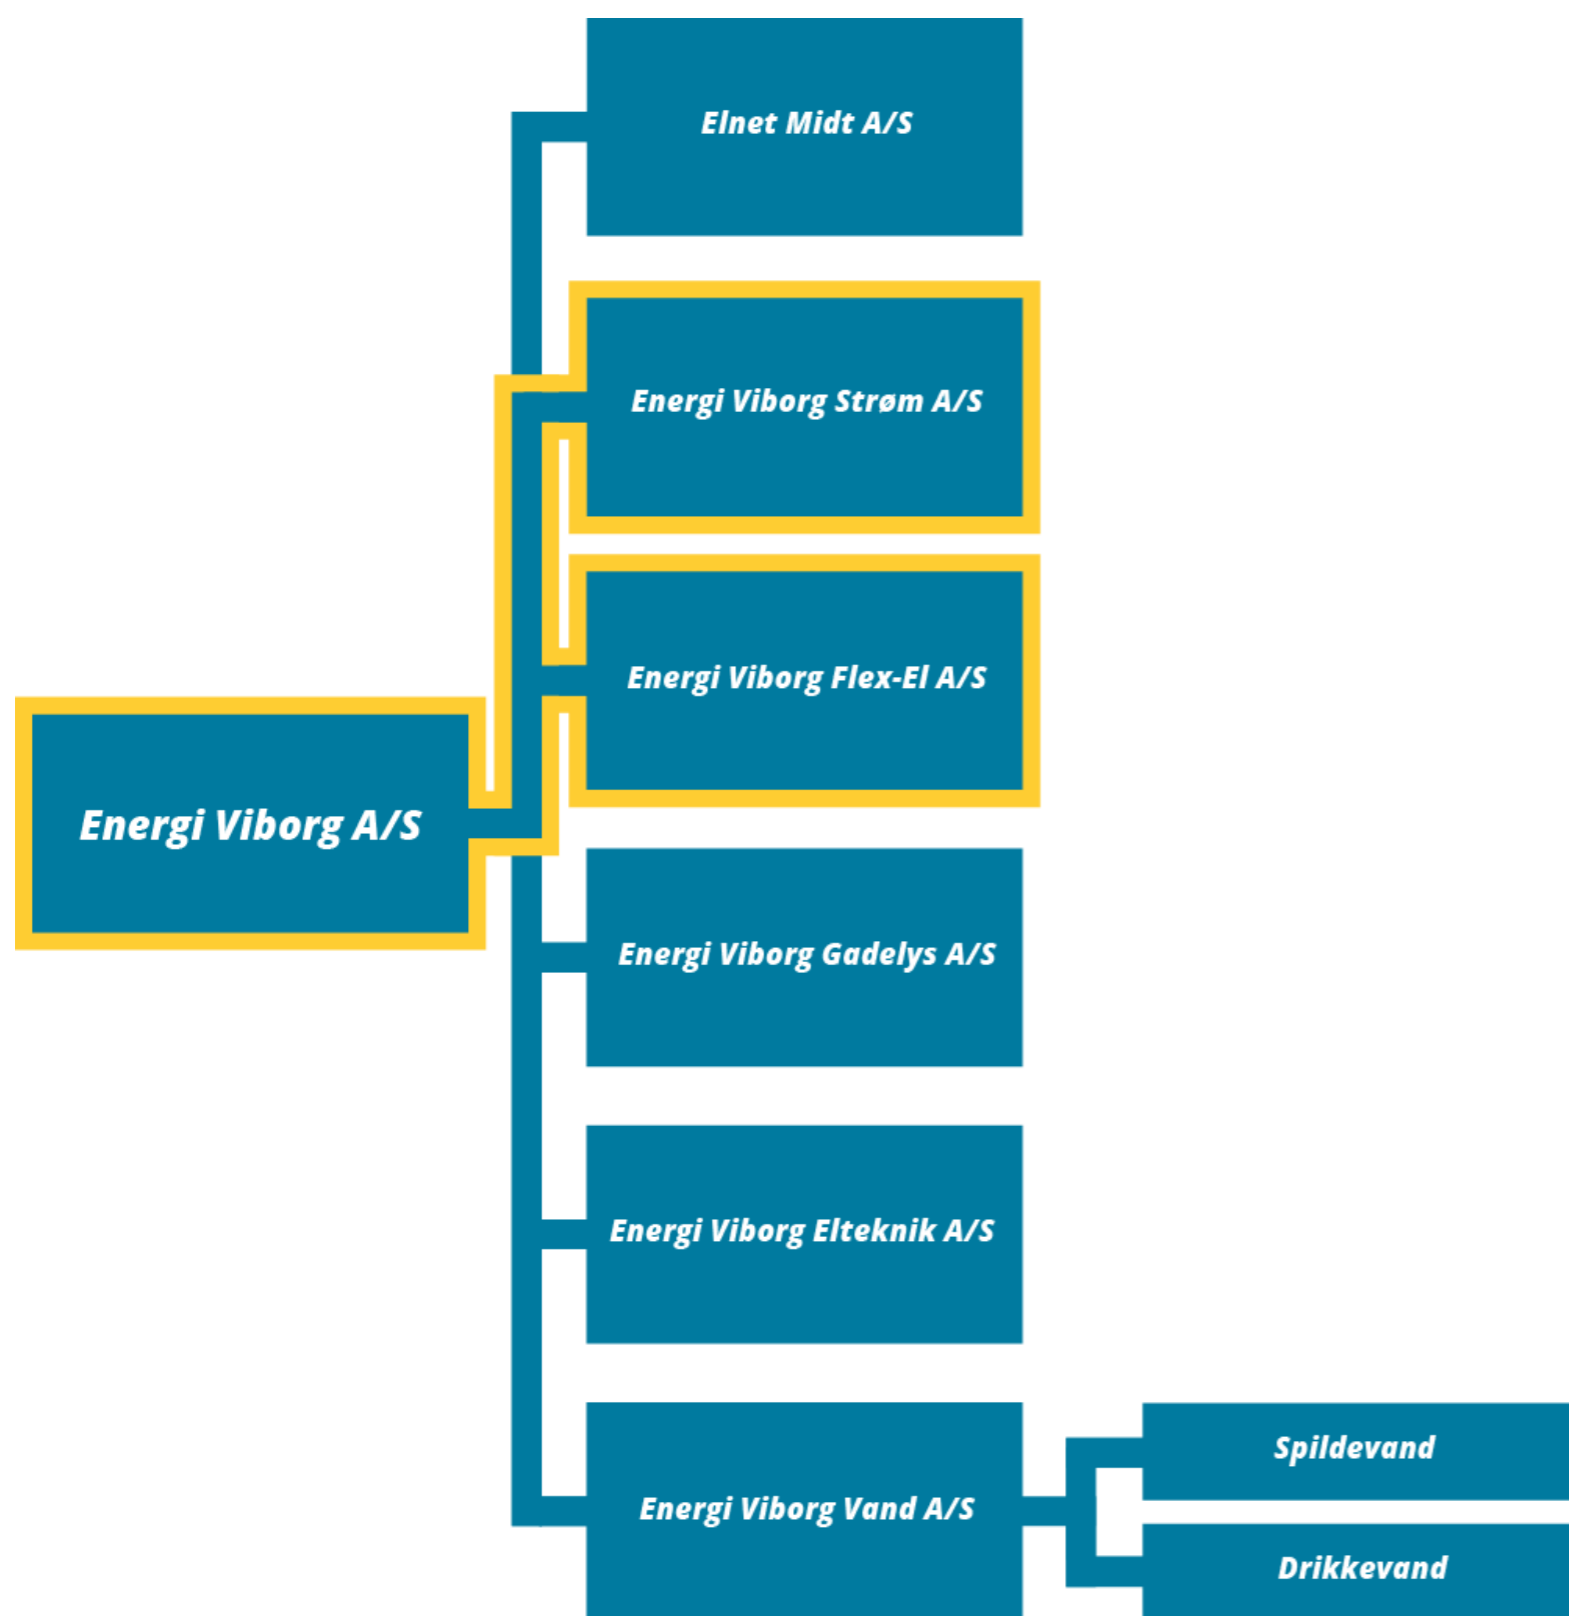 Elnet Midt A/S
Energi Viborg Strøm A/S
Energi Viborg Flex-El A/S
Energi Viborg A/S
Energi Viborg Gadelys A/S
Energi Viborg Elteknik A/S
Energi Viborg Vand A/S
Spildevand
Drikkevand